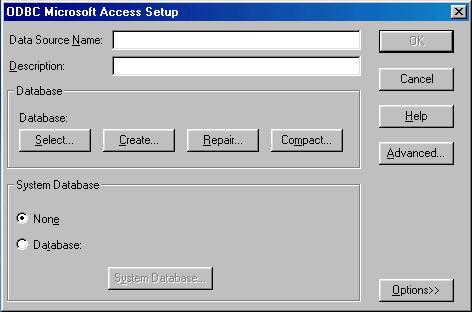 ODBC Microsoft Access Setup
Data Source Name:
OK
Description:
Cancel
Database
Help
Database:
Select...
Create...
Repair...
Compact...
Advanced...
System Database
None
Database:
System Database...
Options>>